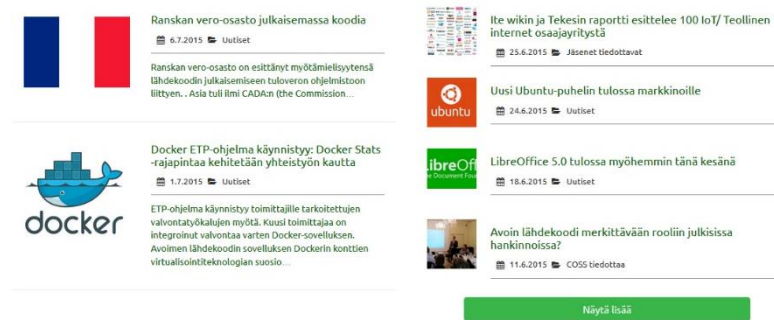 Ranskan vero-osasto julkaisemassa koodia
6.7.2015 Uutiset
Ranskan vero-osasto on esittänyt myötämielisyytensä
lähdekoodin julkaisemiseen tuloveron ohjelmistoon
liittyen. . Asia tuli ilmi CADA:n (the Commission...
docker
Docker ETP-ohjelma käynnistyy: Docker Stats
-rajapintaa kehitetään yhteistyön kautta
1.7.2015 Uutiset
ETP-ohjelma käynnistyy toimittajille tarkoitettujen
valvontatyökalujen myötä. Kuusi toimittajaa on
integroinut valvontaa varten Docker-sovelluksen.
Avoimen lähdekoodin sovelluksen Dockerin konttien
virtualisointiteknologian suosio...
Ite wikin ja Tekesin raportti esittelee 100 IoT/ Teollinen
internet osaajayritystä
25.6.2015 Jäsenet tiedottavat
ubuntu
Uusi Ubuntu-puhelin tulossa markkinoille
24.6.2015 Uutiset
ibreOff
e Document Foun
LibreOffice 5.0 tulossa myöhemmin tänä kesänä
18.6.2015 Uutiset
Avoin lähdekoodi merkittävään rooliin julkisissa
hankinnoissa?
11.6.2015 COSS tiedottaa
Näytä lisää